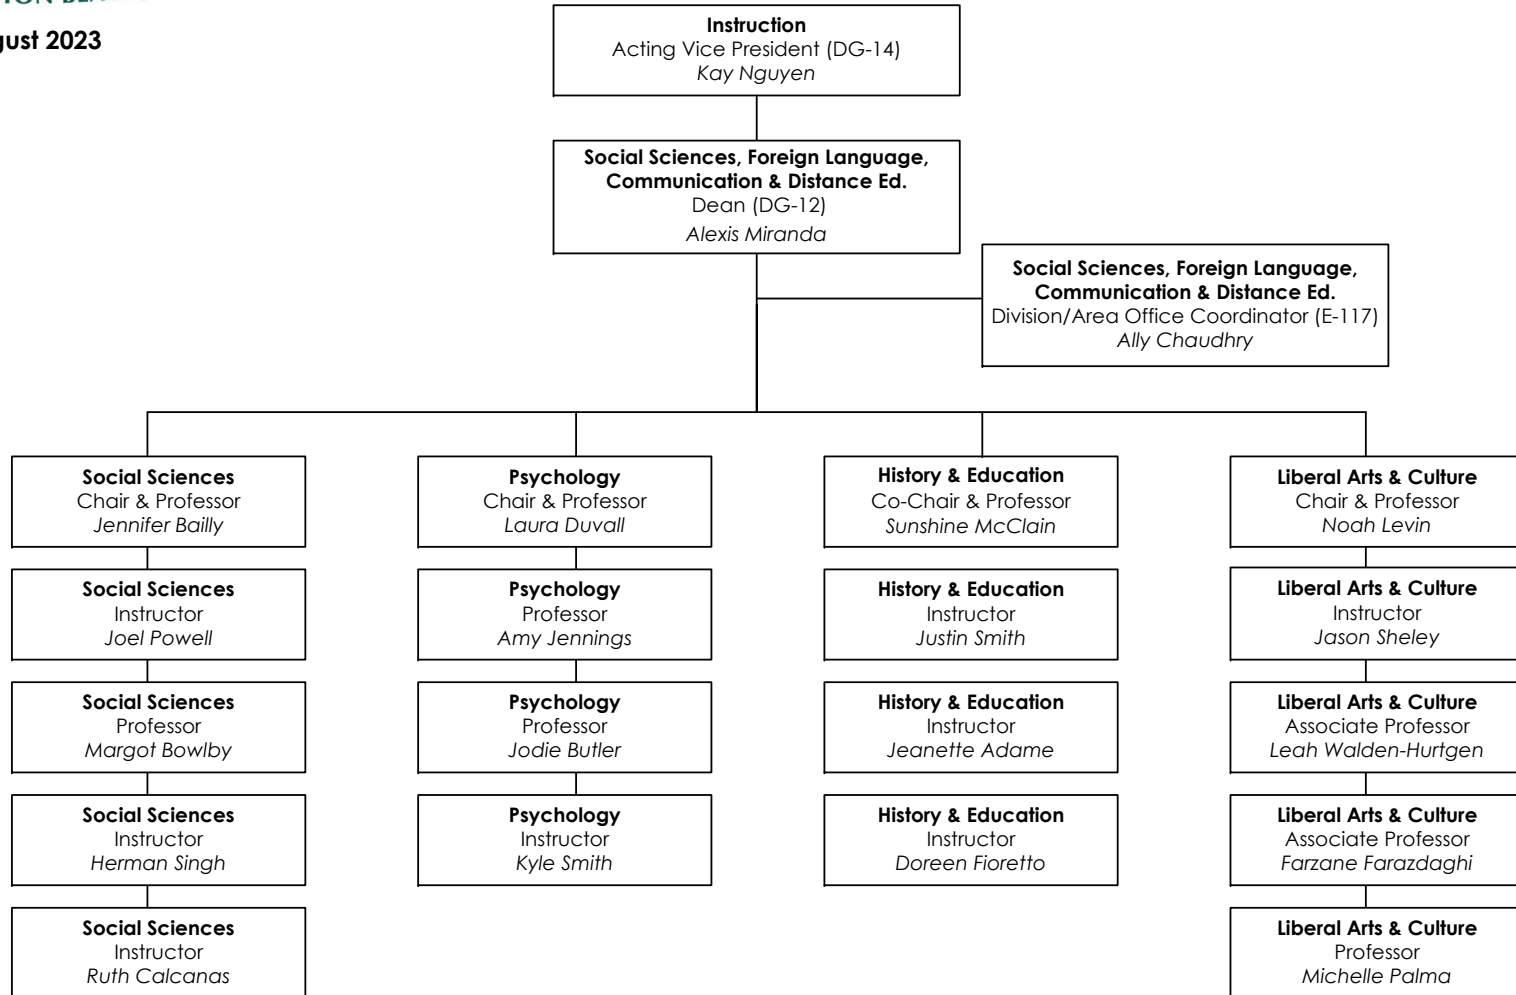 August 2023
Instruction
Acting Vice President (DG-14)
Kay Nguyen
Social Sciences, Foreign Language,
Communication & Distance Ed.
Dean (DG-12)
Alexis Miranda
Social Sciences, Foreign Language,
Communication & Distance Ed.
Division/Area Office Coordinator (E-117)
Ally Chaudhry
Social Sciences
Chair & Professor
Jennifer Bailly
Social Sciences
Instructor
Joel Powell
Social Sciences
Professor
Margot Bowlby
Social Sciences
Instructor
Herman Singh
Social Sciences
Instructor
Ruth Calcanas
Psychology
Chair & Professor
Laura Duvall
Psychology
Professor
Amy Jennings
Psychology
Professor
Jodie Butler
Psychology
Instructor
Kyle Smith
History & Education
Co-Chair & Professor
Sunshine McClain
History & Education
Instructor
Justin Smith
History & Education
Instructor
Jeanette Adame
History & Education
Instructor
Doreen Fioretto
Liberal Arts & Culture
Chair & Professor
Noah Levin
Liberal Arts & Culture
Instructor
Jason Sheley
Liberal Arts & Culture
Associate Professor
Leah Walden-Hurtgen
Liberal Arts & Culture
Associate Professor
Farzane Farazdaghi
Liberal Arts & Culture
Professor
Michelle Palma